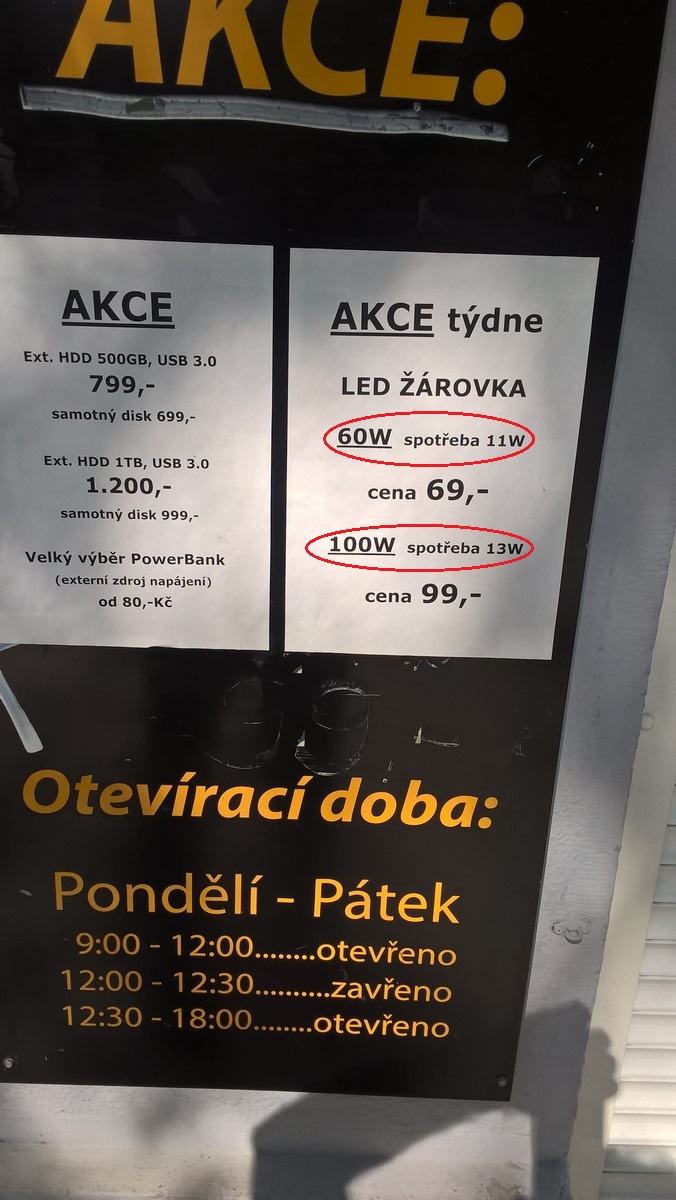 AKCE:
AKCE
Ext. HDD 500GB, USB 3.0
799,-
samotný disk 699,-
Ext. HDD 1TB, USB 3.0
1.200,-
samotný disk 999,-
Velký výběr PowerBank
(externí zdroj napájení)
od 80,-Kč
AKCE týdne
LED ŽÁROVKA
60W spotřeba 11W
cena 69,-
100W spotřeba 13W
cena 99,-
Otevírací doba:
Pondělí - Pátek
9:00 - 12:00........otevřeno
12:00 - 12:30..........zavřeno
12:30 - 18:00........otevřeno